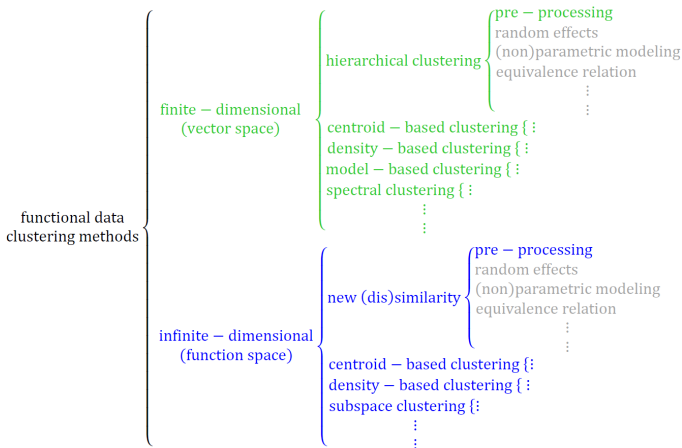 functional data
clustering methods
finite − dimensional
(vector space)
hierarchical clustering
pre − processing
random effects
(non)parametric modeling
equivalence relation
⋮
⋮
centroid − based clustering { ⋮
density − based clustering { ⋮
model − based clustering { ⋮
spectral clustering { ⋮
⋮
⋮
infinite − dimensional
(function space)
new (dis)similarity
pre − processing
random effects
(non)parametric modeling
equivalence relation
⋮
⋮
centroid − based clustering {⋮
density − based clustering { ⋮
subspace clustering {⋮
⋮
⋮